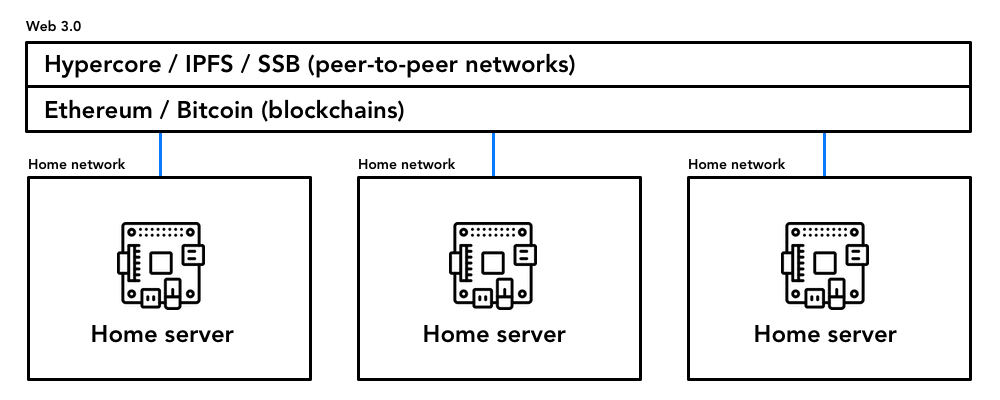 Web 3.0
Hypercore / IPFS / SSB (peer-to-peer networks)
Ethereum / Bitcoin (blockchains)
Home network
Home network
Home network
Home server
Home server
Home server